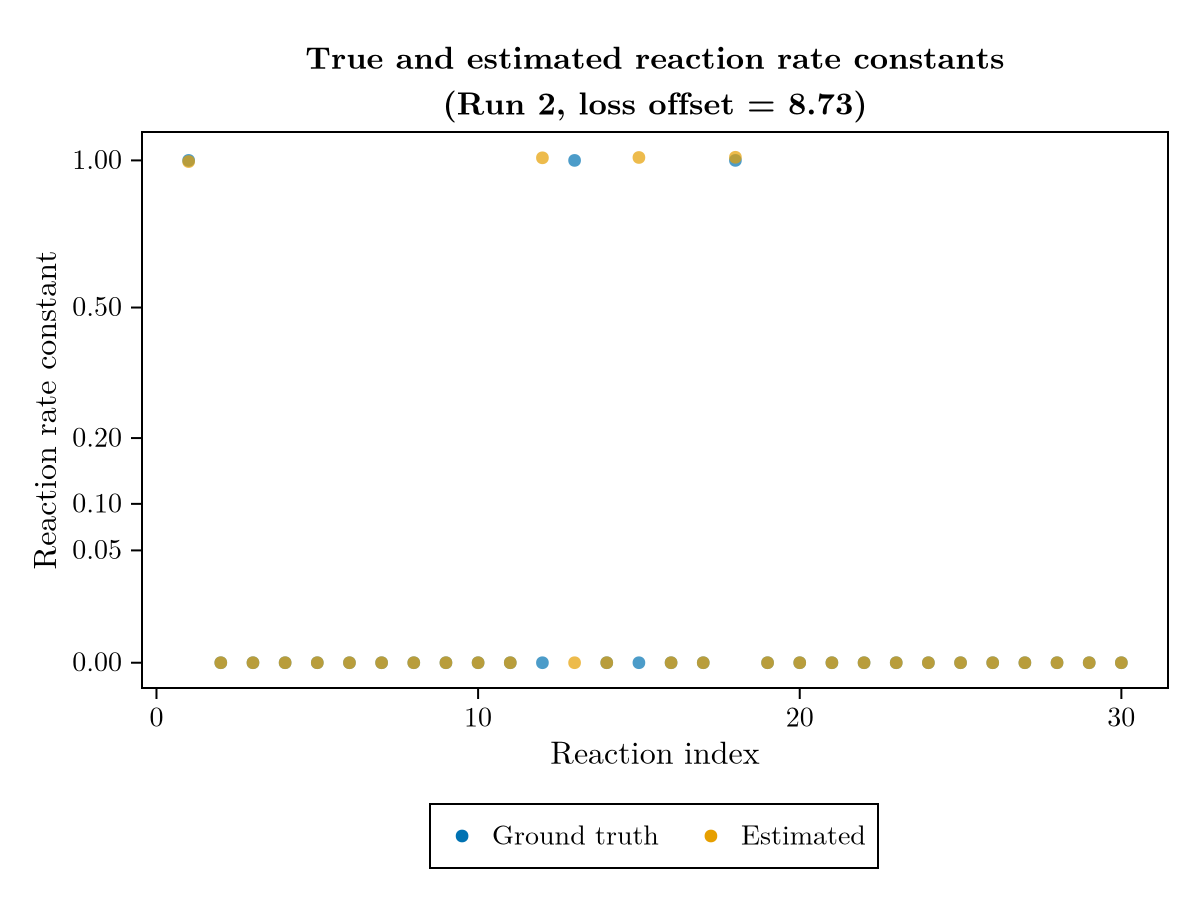 True and estimated reaction rate constants
(Run 2, loss offset = 8.73)
Reaction rate constant
1.00
0.50
0.20
0.10
0.05
0.00
0 10 20 30
Reaction index
Ground truth Estimated